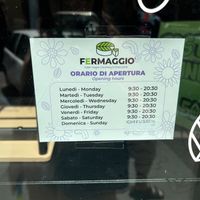 FERMAGGIO
ORARIO DI APERTURA
Opening hours
Lunedì - Monday 9:30 - 20:30
Martedì - Tuesday 9:30 - 20:30
Mercoledì - Wednesday 9:30 - 20:30
Giovedì - Thursday 9:30 - 20:30
Venerdì - Friday 9:30 - 20:30
Sabato - Saturday 9:30 - 20:30
Domenica - Sunday